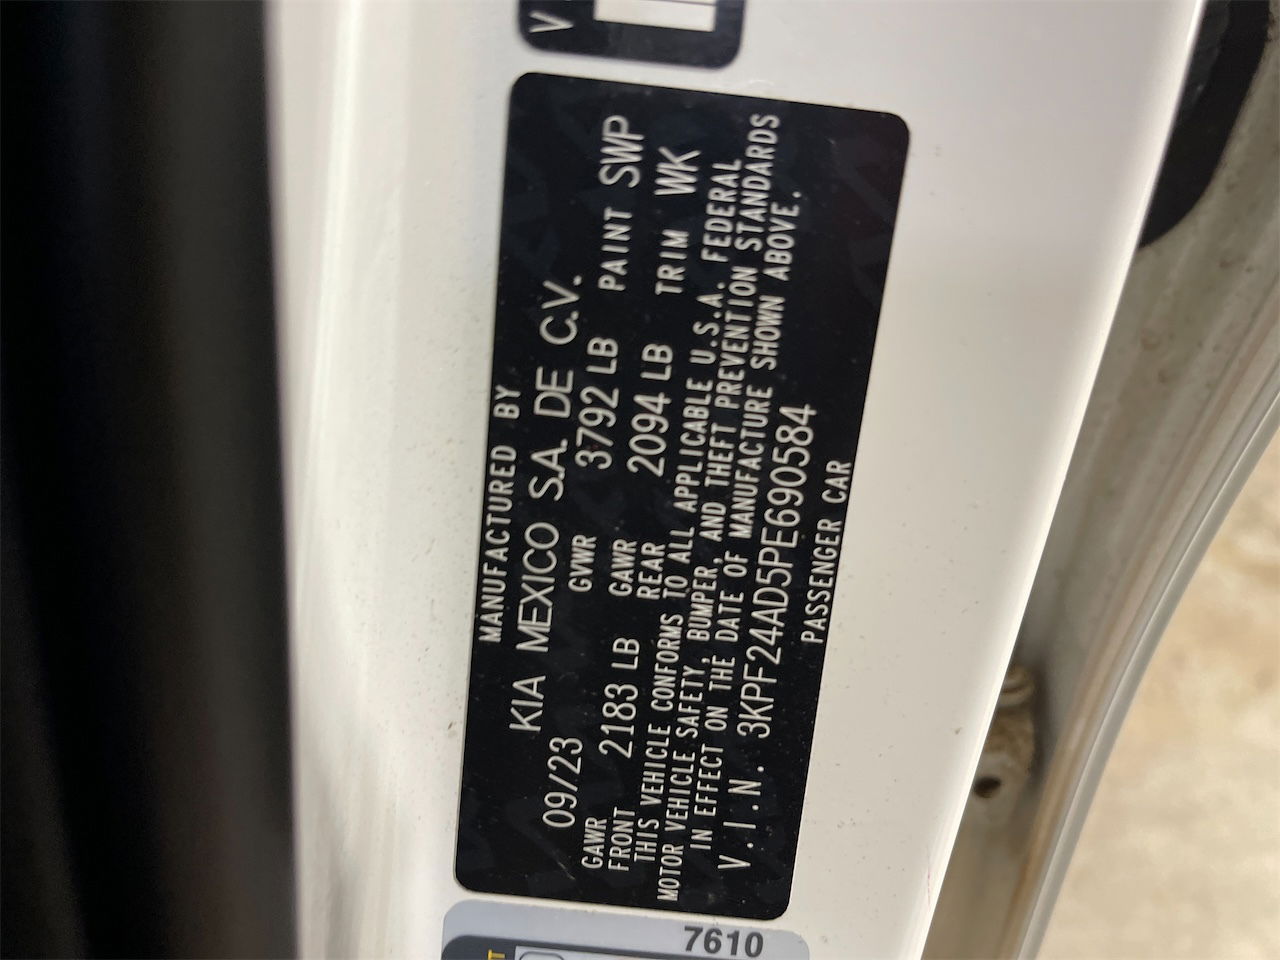 V
MANUFACTURED BY
KIA MEXICO S.A. DE C.V.
09/23 GVWR 3792 LB PAINT SWP
GAWR FRONT 2183 LB GAWR REAR 2094 LB TRIM WK
THIS VEHICLE CONFORMS TO ALL APPLICABLE U.S.A. FEDERAL
MOTOR VEHICLE SAFETY, BUMPER, AND THEFT PREVENTION STANDARDS
IN EFFECT ON THE DATE OF MANUFACTURE SHOWN ABOVE.
V.I.N. 3KPF24AD5PE690584
PASSENGER CAR
7610